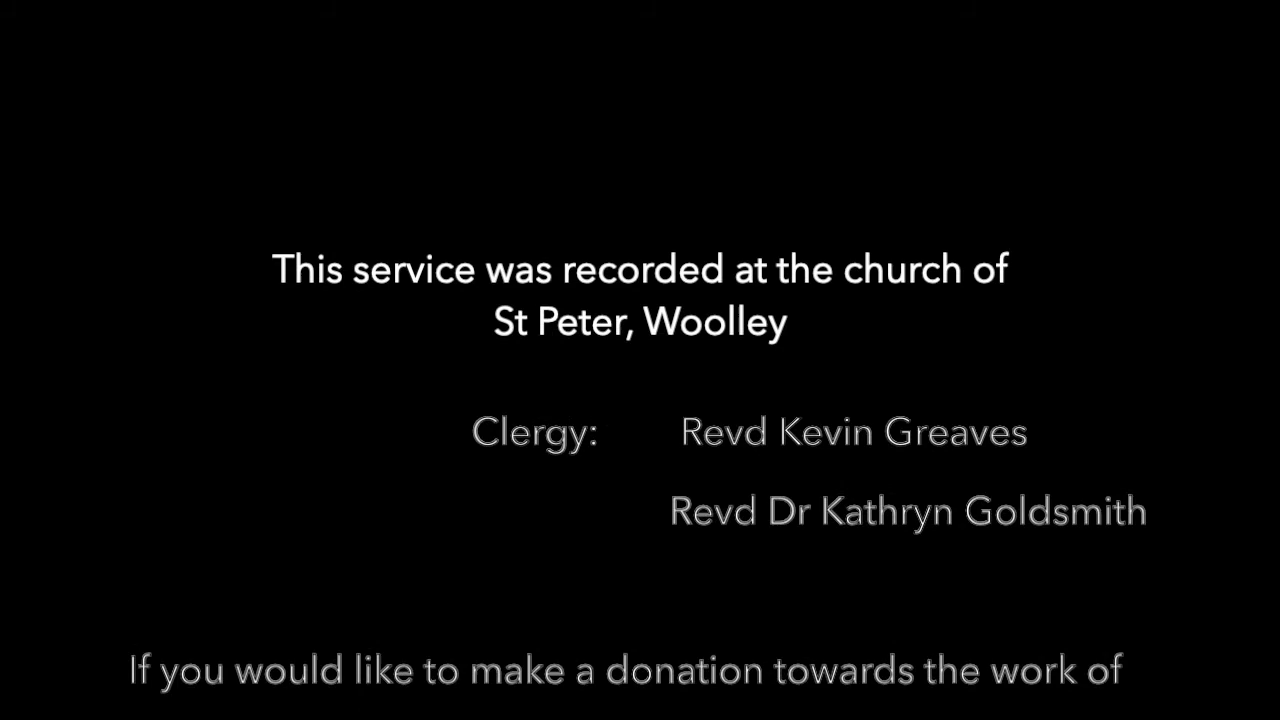 This service was recorded at the church of
St Peter, Woolley
Clergy: Revd Kevin Greaves
Revd Dr Kathryn Goldsmith
If you would like to make a donation towards the work of